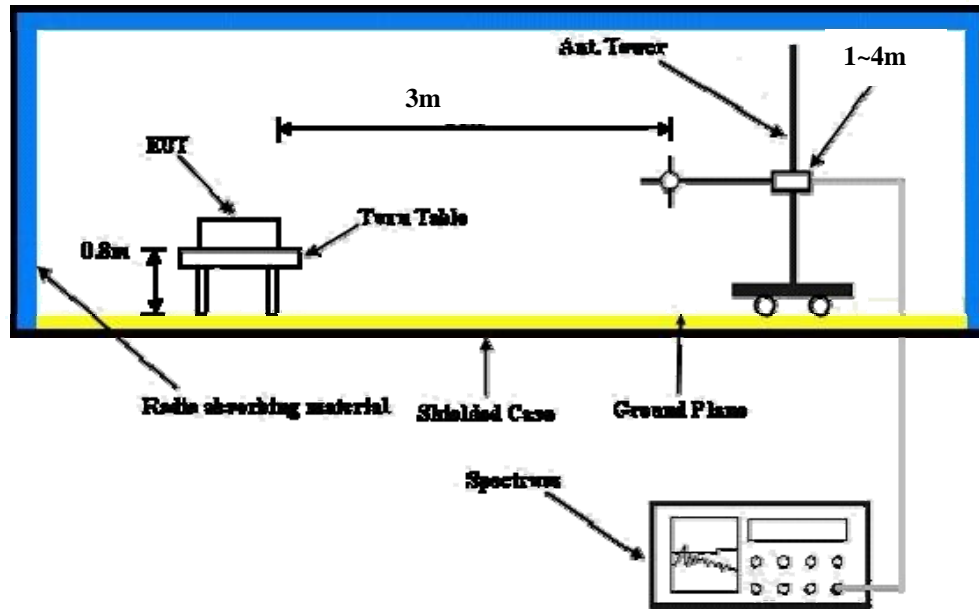 Ant. Tower
1~4m
3m
EUT
Turn Table
0.8m
Radio absorbing material
Shielded Case
Ground Plane
Spectrum